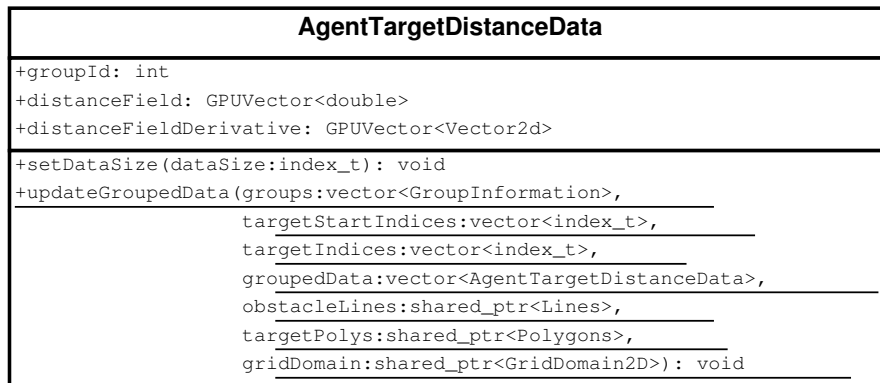 AgentTargetDistanceData
+groupId: int
+distanceField: GPUVector<double>
+distanceFieldDerivative: GPUVector<Vector2d>
+setDataSize(dataSize:index_t): void
+updateGroupedData(groups:vector<GroupInformation>,
targetStartIndices:vector<index_t>,
targetIndices:vector<index_t>,
groupedData:vector<AgentTargetDistanceData>,
obstacleLines:shared_ptr<Lines>,
targetPolys:shared_ptr<Polygons>,
gridDomain:shared_ptr<GridDomain2D>): void